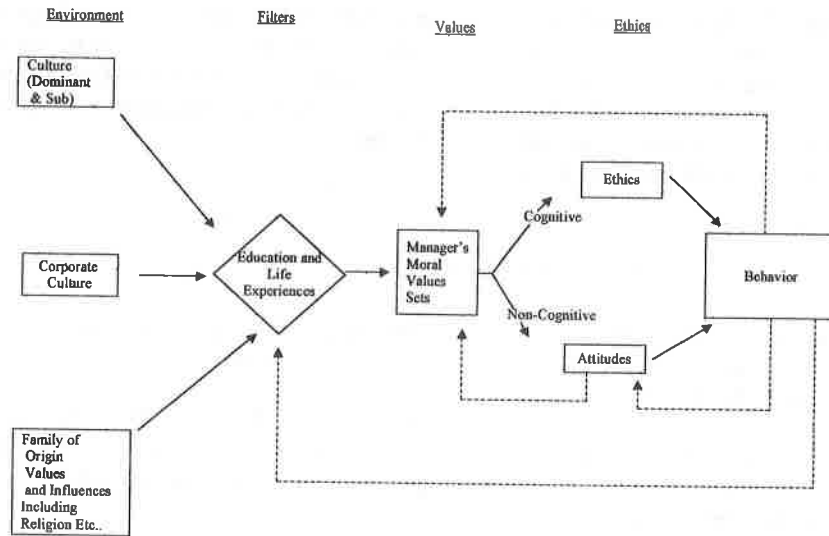 Environment
Filters
Values
Ethics
Culture
(Dominant
& Sub)
Corporate
Culture
Family of
Origin
Values
and Influences
Including
Religion Etc..
Education and
Life
Experiences
Manager's
Moral
Values
Sets
Cognitive
Non-Cognitive
Ethics
Attitudes
Behavior